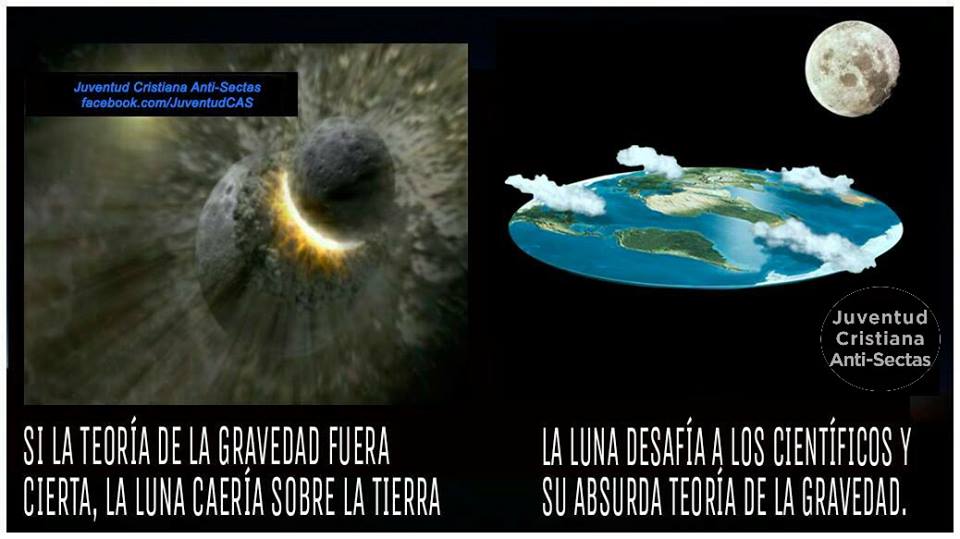 Juventud Cristiana Anti-Sectas
facebook.com/JuventudCAS
SI LA TEORÍA DE LA GRAVEDAD FUERA
CIERTA, LA LUNA CAERÍA SOBRE LA TIERRA
Juventud
Cristiana
Anti-Sectas
LA LUNA DESAFÍA A LOS CIENTÍFICOS Y
SU ABSURDA TEORÍA DE LA GRAVEDAD.